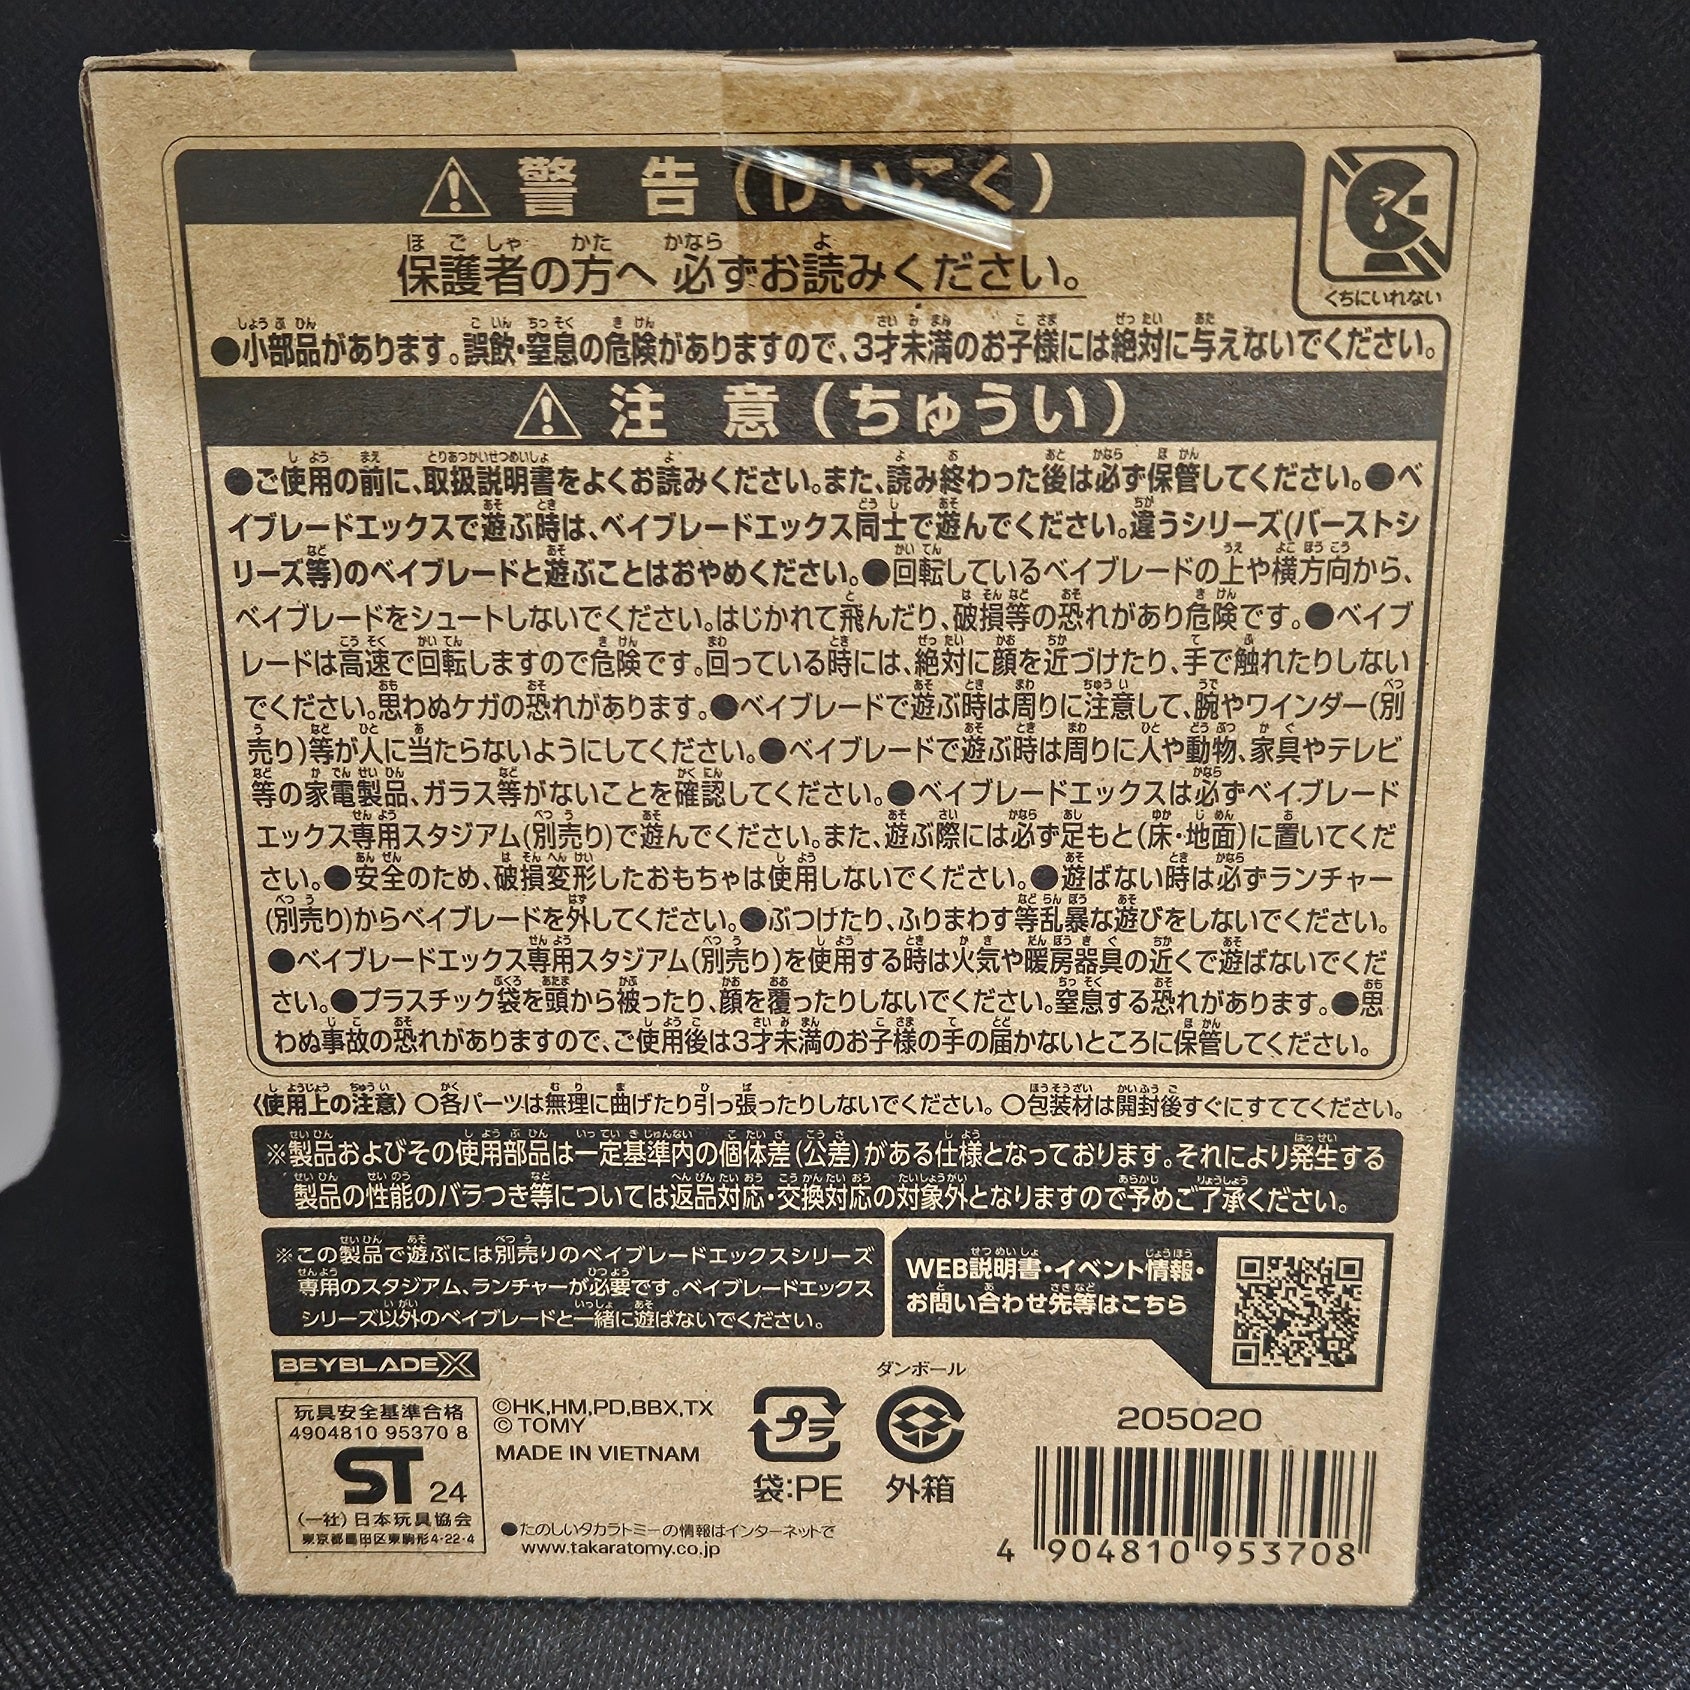 警 告(けいこく)
くちにいれない
保護者の方へ 必ずお読みください。
●小部品があります。誤飲・窒息の危険がありますので、3才未満のお子様には絶対に与えないでください。
注 意(ちゅうい)
●ご使用の前に、取扱説明書をよくお読みください。また、読み終わった後は必ず保管してください。●ベ
イブレードエックスで遊ぶ時は、ベイブレードエックス同士で遊んでください。違うシリーズ(バーストシ
リーズ等)のベイブレードと遊ぶことはおやめください。●回転しているベイブレードの上や横方向から、
ベイブレードをシュートしないでください。はじかれて飛んだり、破損等の恐れがあり危険です。●ベイブ
レードは高速で回転しますので危険です。回っている時には、絶対に顔を近づけたり、手で触れたりしない
でください。思わぬケガの恐れがあります。●ベイブレードで遊ぶ時は周りに注意して、腕やワインダー(別
売り)等が人に当たらないようにしてください。●ベイブレードで遊ぶ時は周りに人や動物、家具やテレビ
等の家電製品、ガラス等がないことを確認してください。●ベイブレードエックスは必ずベイブレード
エックス専用スタジアム(別売り)で遊んでください。また、遊ぶ際には必ず足もと(床・地面)に置いてくだ
さい。●安全のため、破損変形したおもちゃは使用しないでください。●遊ばない時は必ずランチャー
(別売り)からベイブレードを外してください。●ぶつけたり、ふりまわす等乱暴な遊びをしないでください。
●ベイブレードエックス専用スタジアム(別売り)を使用する時は火気や暖房器具の近くで遊ばないでくだ
さい。●プラスチック袋を頭から被ったり、顔を覆ったりしないでください。窒息する恐れがあります。●思
わぬ事故の恐れがありますので、ご使用後は3才未満のお子様の手の届かないところに保管してください。
〈使用上の注意〉○各パーツは無理に曲げたり引っ張ったりしないでください。○包装材は開封後すぐにすててください。
※製品およびその使用部品は一定基準内の個体差(公差)がある仕様となっております。それにより発生する
製品の性能のバラつき等については返品対応・交換対応の対象外となりますので予めご了承ください。
※この製品で遊ぶには別売りのベイブレードエックスシリーズ
専用のスタジアム、ランチャーが必要です。ベイブレードエックス
シリーズ以外のベイブレードと一緒に遊ばないでください。
WEB説明書・イベント情報・
お問い合わせ先等はこちら
BEYBLADE X
玩具安全基準合格
4904810 95370 8
ST 24
(一社)日本玩具協会
東京都墨田区東駒形4-22-4
©HK,HM,PD,BBX,TX
© TOMY
MADE IN VIETNAM
プラ
袋:PE
ダンボール
外箱
●たのしいタカラトミーの情報はインターネットで
www.takaratomy.co.jp
205020
4 904810 953708